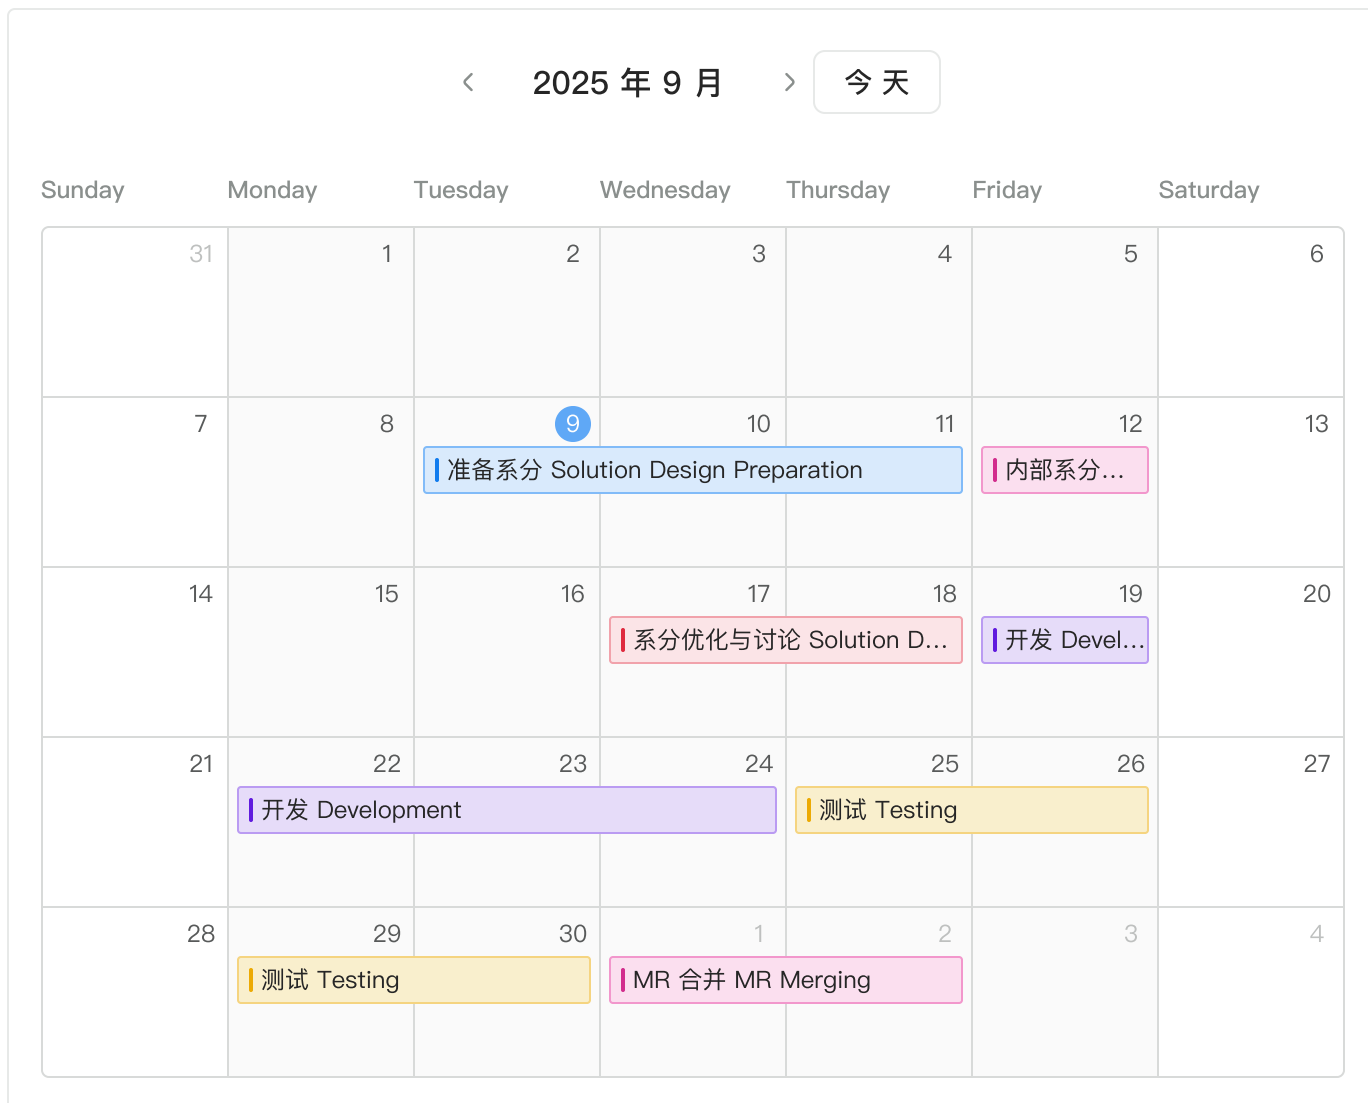 2025 年 9 月
今 天
Sunday Monday Tuesday Wednesday Thursday Friday Saturday
31 1 2 3 4 5 6
7 8 9 10 11 12 13
准备系分 Solution Design Preparation
内部系分...
14 15 16 17 18 19 20
系分优化与讨论 Solution D...
开发 Devel...
21 22 23 24 25 26 27
开发 Development
测试 Testing
28 29 30 1 2 3 4
测试 Testing
MR 合并 MR Merging